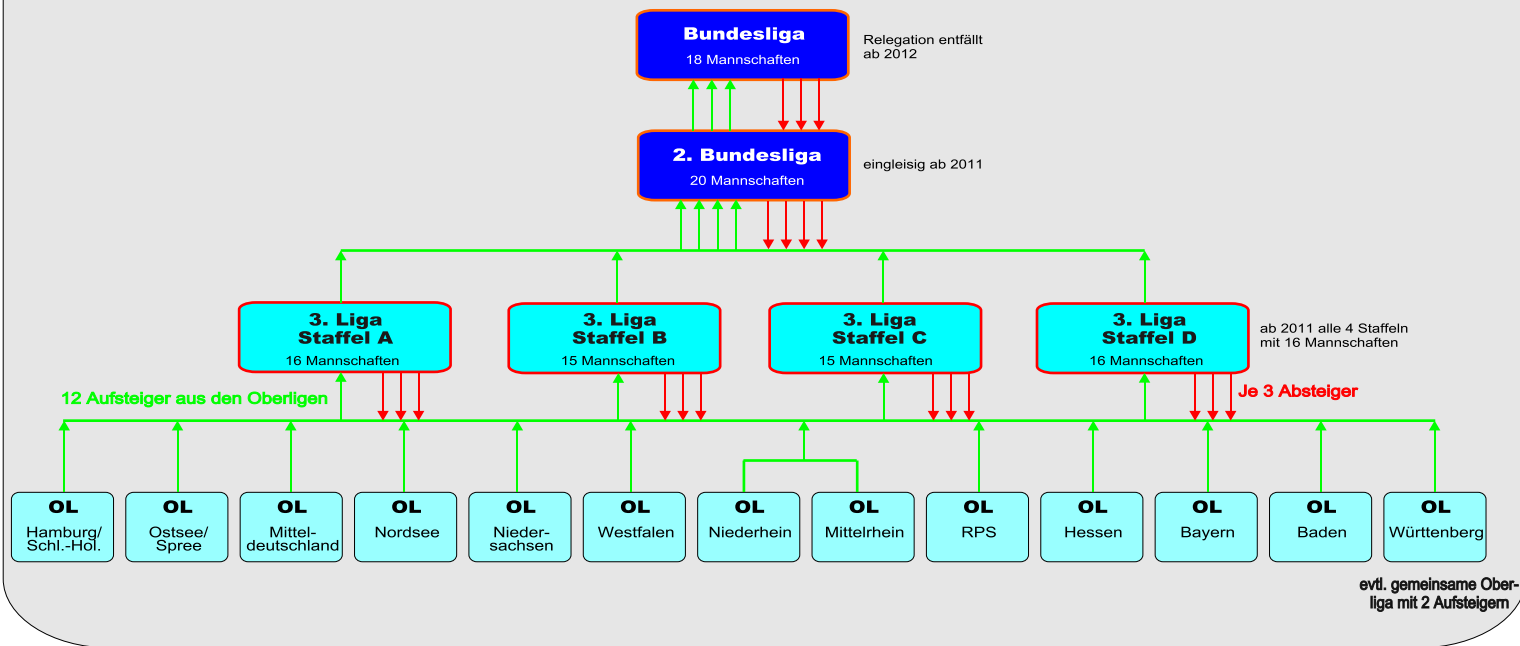 Bundesliga
18 Mannschaften
Relegation entfällt
ab 2012
2. Bundesliga
20 Mannschaften
eingleisig ab 2011
3. Liga
Staffel A
16 Mannschaften
3. Liga
Staffel B
15 Mannschaften
3. Liga
Staffel C
15 Mannschaften
3. Liga
Staffel D
16 Mannschaften
ab 2011 alle 4 Staffeln
mit 16 Mannschaften
12 Aufsteiger aus den Oberligen
Je 3 Absteiger
OL
Hamburg/
Schl.-Hol.
OL
Ostsee/
Spree
OL
Mittel-
deutschland
OL
Nordsee
OL
Nieder-
sachsen
OL
Westfalen
OL
Niederhein
OL
Mittelrhein
OL
RPS
OL
Hessen
OL
Bayern
OL
Baden
OL
Württenberg
evtl. gemeinsame Ober-
liga mit 2 Aufsteigern